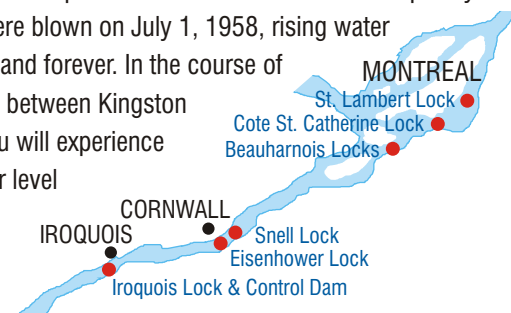 ere blown on July 1, 1958, rising water
and forever. In the course of
between Kingston
u will experience
r level
MONTREAL
St. Lambert Lock
Cote St. Catherine Lock
Beauharnois Locks
CORNWALL
IROQUOIS
Snell Lock
Eisenhower Lock
Iroquois Lock & Control Dam